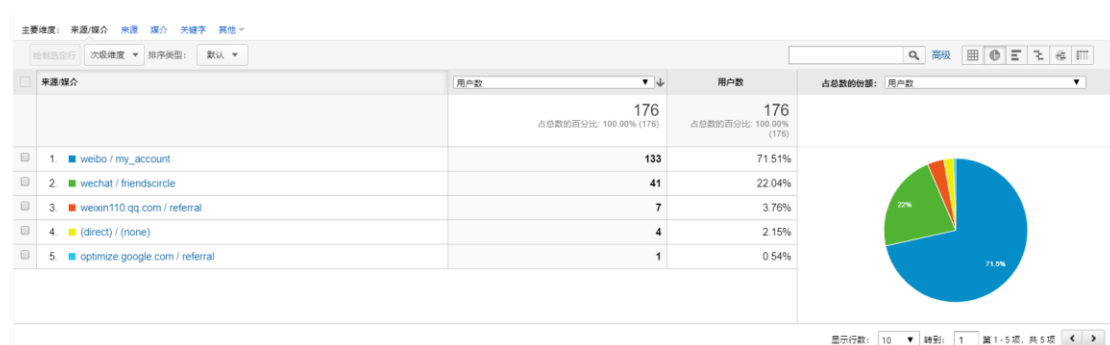 主要维度: 来源/媒介 来源 媒介 关键字 其他
绘制选定行 次级维度 排序类型: 默认 高级
来源/媒介 用户数 用户数 占总数的份额: 用户数
176 176
占总数的百分比: 100.00% (176) 占总数的百分比: 100.00%
(176)
1. weibo / my_account 133 71.51%
2. wechat / friendscircle 41 22.04%
3. weixin110.qq.com / referral 7 3.76%
4. (direct) / (none) 4 2.15%
5. optimize.google.com / referral 1 0.54%
22%
71.5%
显示行数: 10 转到: 1 第 1 - 5 项, 共 5 项